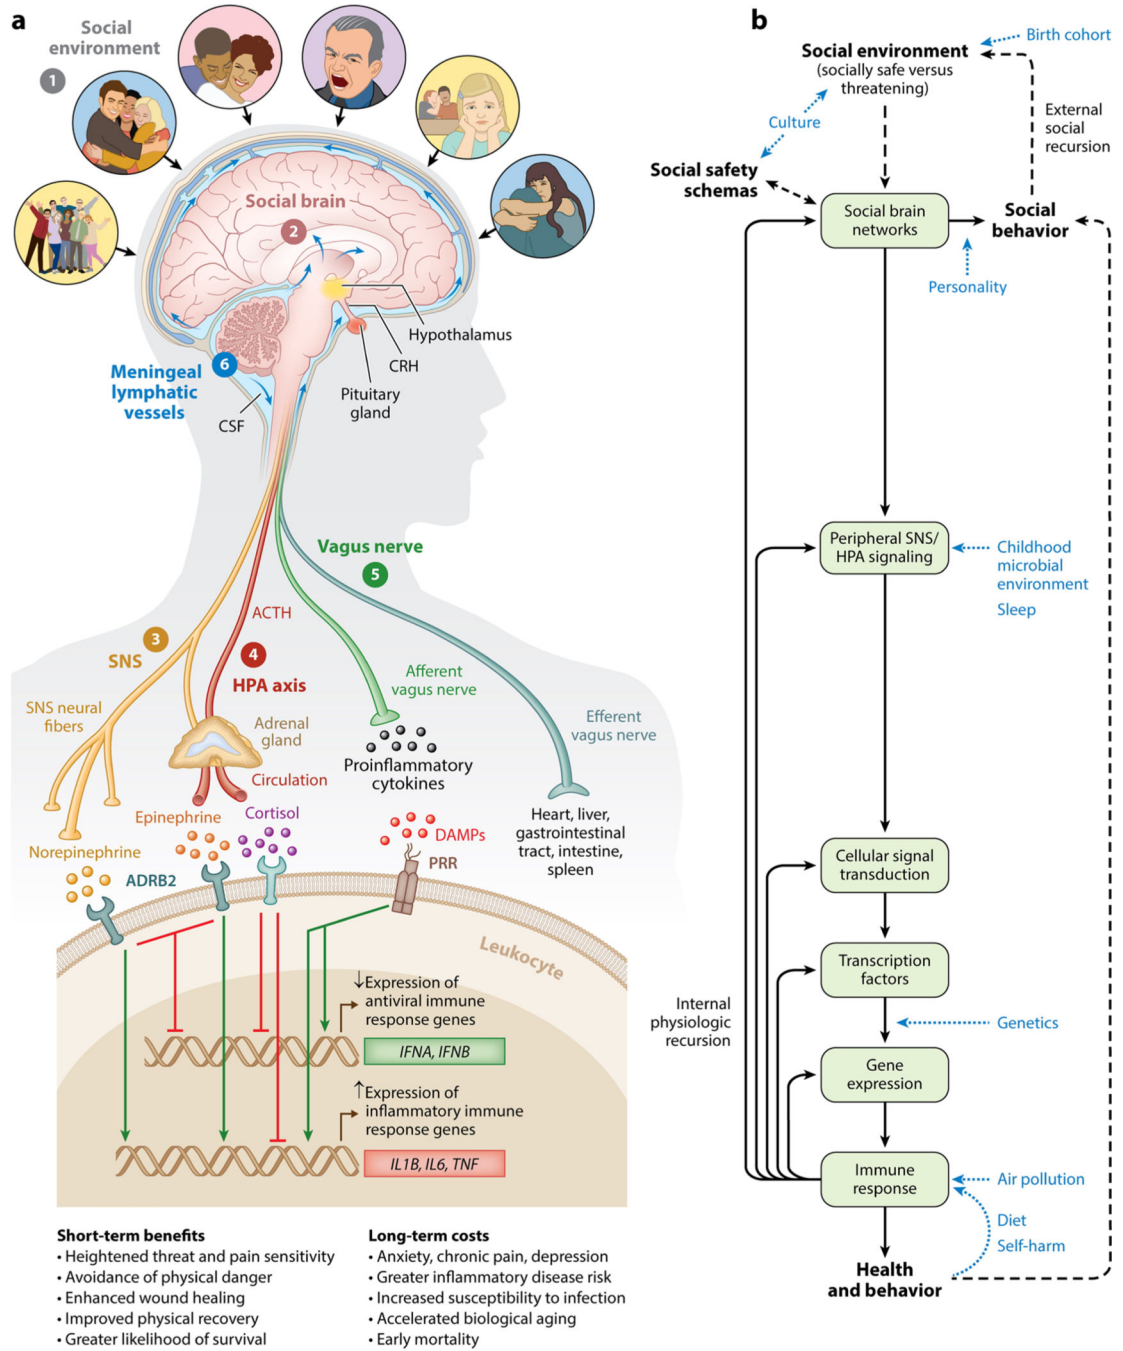 a
Social
environment
1
Social brain
2
Hypothalamus
CRH
Pituitary
gland
6
Meningeal
lymphatic
vessels
CSF
Vagus nerve
5
ACTH
3
SNS
4
HPA axis
SNS neural
fibers
Adrenal
gland
Circulation
Afferent
vagus nerve
Efferent
vagus nerve
Proinflammatory
cytokines
Heart, liver,
gastrointestinal
tract, intestine,
spleen
Epinephrine
Cortisol
DAMPs
PRR
Norepinephrine
ADRB2
Leukocyte
↓Expression of
antiviral immune
response genes
IFNA, IFNB
↑Expression of
inflammatory immune
response genes
IL1B, IL6, TNF
Short-term benefits
• Heightened threat and pain sensitivity
• Avoidance of physical danger
• Enhanced wound healing
• Improved physical recovery
• Greater likelihood of survival
Long-term costs
• Anxiety, chronic pain, depression
• Greater inflammatory disease risk
• Increased susceptibility to infection
• Accelerated biological aging
• Early mortality
b
Social environment
(socially safe versus
threatening)
Birth cohort
Culture
External
social
recursion
Social safety
schemas
Social brain
networks
Social
behavior
Personality
Peripheral SNS/
HPA signaling
Childhood
microbial
environment
Sleep
Cellular signal
transduction
Transcription
factors
Internal
physiologic
recursion
Genetics
Gene
expression
Immune
response
Air pollution
Diet
Self-harm
Health
and behavior